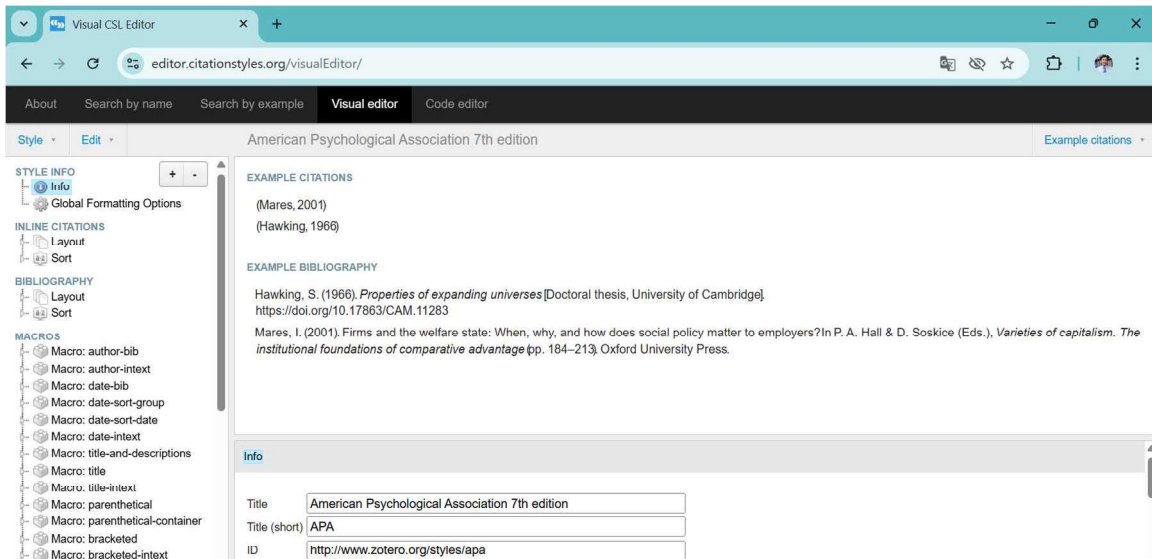 Visual CSL Editor
editor.citationstyles.org/visualEditor/
About Search by name Search by example Visual editor Code editor
Style Edit American Psychological Association 7th edition Example citations
STYLE INFO
+ -
Info
Global Formatting Options
INLINE CITATIONS
Layout
Sort
BIBLIOGRAPHY
Layout
Sort
MACROS
Macro: author-bib
Macro: author-intext
Macro: date-bib
Macro: date-sort-group
Macro: date-sort-date
Macro: date-intext
Macro: title-and-descriptions
Macro: title
Macro: title-intext
Macro: parenthetical
Macro: parenthetical-container
Macro: bracketed
Macro: bracketed-intext
EXAMPLE CITATIONS
(Mares, 2001)
(Hawking, 1966)
EXAMPLE BIBLIOGRAPHY
Hawking, S. (1966). Properties of expanding universes [Doctoral thesis, University of Cambridge].
https://doi.org/10.17863/CAM.11283
Mares, I. (2001). Firms and the welfare state: When, why, and how does social policy matter to employers? In P. A. Hall & D. Soskice (Eds.), Varieties of capitalism. The
institutional foundations of comparative advantage (pp. 184–213). Oxford University Press.
Info
Title American Psychological Association 7th edition
Title (short) APA
ID http://www.zotero.org/styles/apa